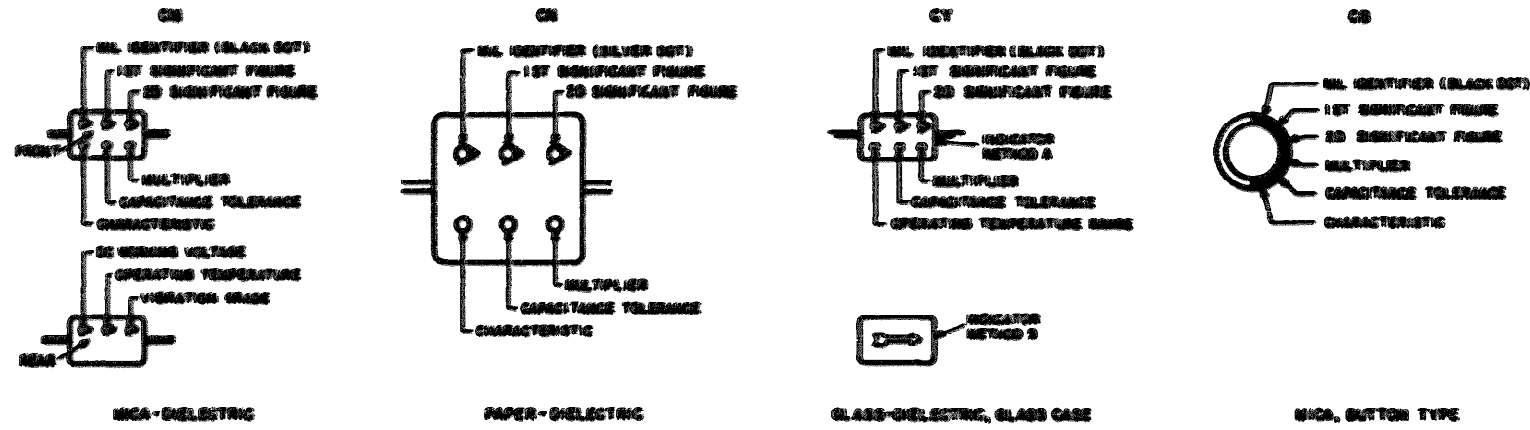 CM
MIL IDENTIFIER (BLACK DOT)
1ST SIGNIFICANT FIGURE
2D SIGNIFICANT FIGURE
FRONT
MULTIPLIER
CAPACITANCE TOLERANCE
CHARACTERISTIC
DC WORKING VOLTAGE
OPERATING TEMPERATURE
VIBRATION GRADE
REAR
MICA-DIELECTRIC
CN
MIL IDENTIFIER (SILVER DOT)
1ST SIGNIFICANT FIGURE
2D SIGNIFICANT FIGURE
MULTIPLIER
CAPACITANCE TOLERANCE
CHARACTERISTIC
PAPER-DIELECTRIC
CY
MIL IDENTIFIER (BLACK DOT)
1ST SIGNIFICANT FIGURE
2D SIGNIFICANT FIGURE
INDICATOR
METHOD A
MULTIPLIER
CAPACITANCE TOLERANCE
OPERATING TEMPERATURE RANGE
INDICATOR
METHOD B
GLASS-DIELECTRIC, GLASS CASE
CB
MIL IDENTIFIER (BLACK DOT)
1ST SIGNIFICANT FIGURE
2D SIGNIFICANT FIGURE
MULTIPLIER
CAPACITANCE TOLERANCE
CHARACTERISTIC
MICA, BUTTON TYPE